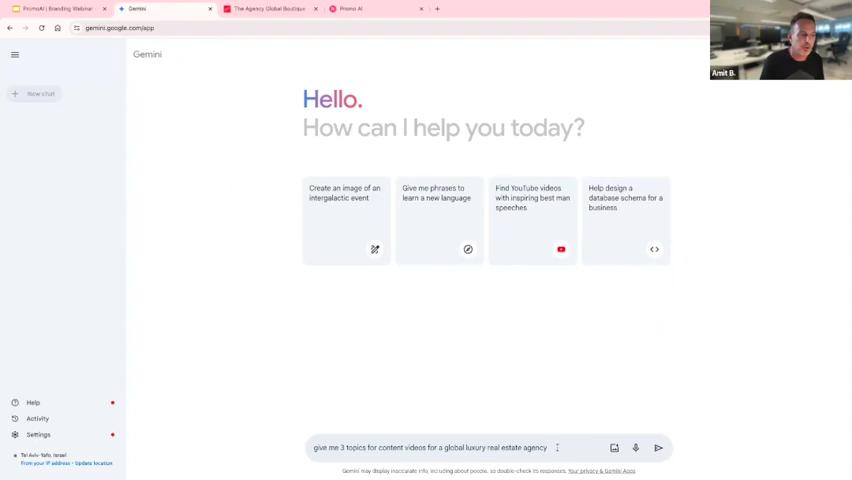 PromoAI | Branding Webinar
Gemini
The Agency Global Boutique
Promo AI
gemini.google.com/app
Amit B.
Gemini
New chat
Hello.
How can I help you today?
Create an image of an
intergalactic event
Give me phrases to
learn a new language
Find YouTube videos
with inspiring best man
speeches
Help design a
database schema for a
business
Help
Activity
Settings
give me 3 topics for content videos for a global luxury real estate agency
Tel Aviv-Yafo, Israel
From your IP address • Update location
Gemini may display inaccurate info, including about people, so double-check its responses. Your privacy & Gemini Apps